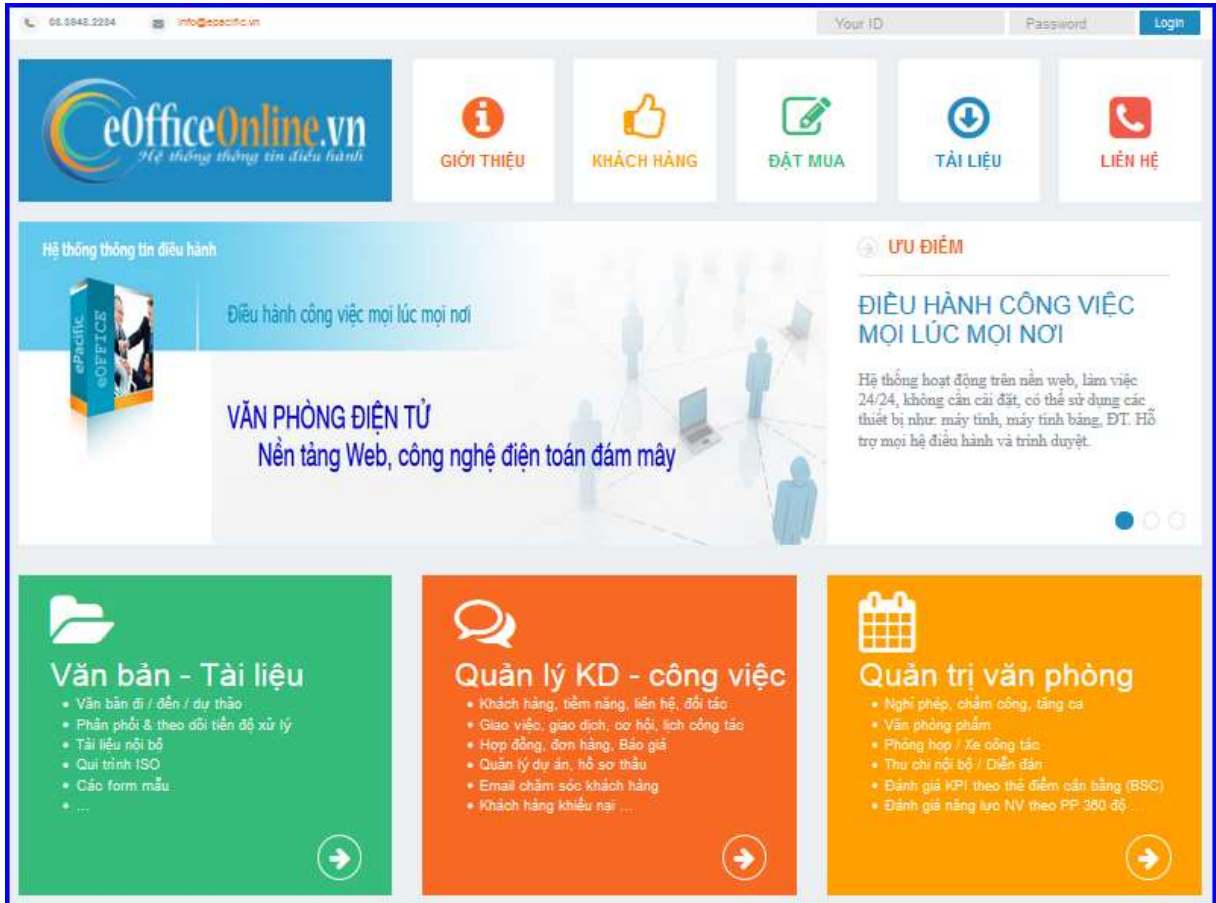 08.3948.2234
info@epacific.vn
Your ID
Password
Login
eOfficeOnline.vn
Hệ thống thông tin điều hành
GIỚI THIỆU
KHÁCH HÀNG
ĐẶT MUA
TÀI LIỆU
LIÊN HỆ
Hệ thống thông tin điều hành
ePacific
eOFFICE
Điều hành công việc mọi lúc mọi nơi
VĂN PHÒNG ĐIỆN TỬ
Nền tảng Web, công nghệ điện toán đám mây
ƯU ĐIỂM
ĐIỀU HÀNH CÔNG VIỆC
MỌI LÚC MỌI NƠI
Hệ thống hoạt động trên nền web, làm việc
24/24, không cần cài đặt, có thể sử dụng các
thiết bị như: máy tính, máy tính bảng, ĐT. Hỗ
trợ mọi hệ điều hành và trình duyệt.
Văn bản - Tài liệu
• Văn bản đi / đến / dự thảo
• Phân phối & theo dõi tiến độ xử lý
• Tài liệu nội bộ
• Qui trình ISO
• Các form mẫu
• ...
Quản lý KD - công việc
• Khách hàng, tiềm năng, liên hệ, đối tác
• Giao việc, giao dịch, cơ hội, lịch công tác
• Hợp đồng, đơn hàng, Báo giá
• Quản lý dự án, hồ sơ thầu
• Email chăm sóc khách hàng
• Khách hàng khiếu nại ...
Quản trị văn phòng
• Nghỉ phép, chấm công, tăng ca
• Văn phòng phẩm
• Phòng họp / Xe công tác
• Thu chi nội bộ / Diễn đàn
• Đánh giá KPI theo thẻ điểm cân bằng (BSC)
• Đánh giá năng lực NV theo PP 360 độ ...